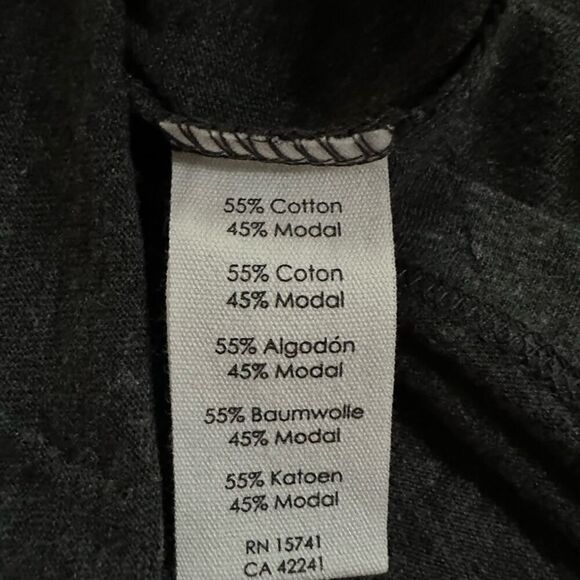 55% Cotton
45% Modal
55% Coton
45% Modal
55% Algodón
45% Modal
55% Baumwolle
45% Modal
55% Katoen
45% Modal
RN 15741
CA 42241